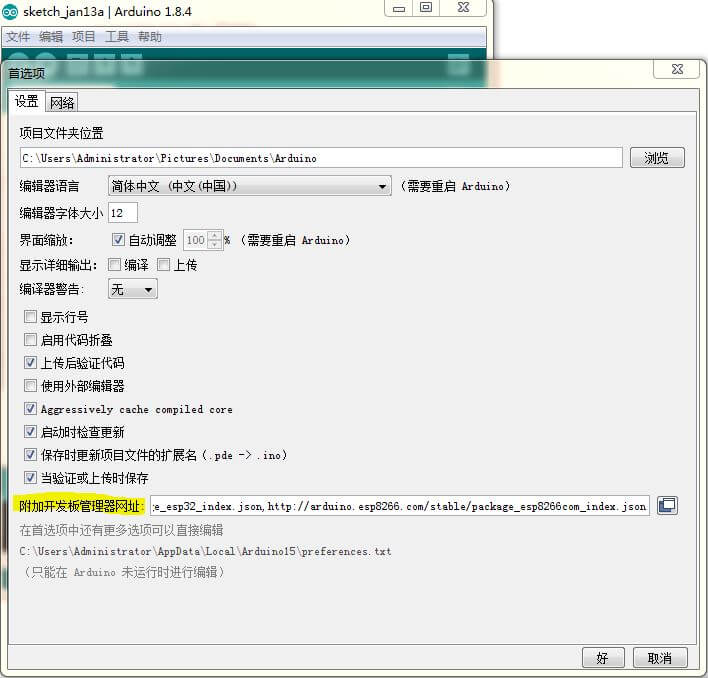 sketch_jan13a | Arduino 1.8.4
文件 编辑 项目 工具 帮助
首选项
设置 网络
项目文件夹位置
C:\Users\Administrator\Pictures\Documents\Arduino 浏览
编辑器语言 简体中文 (中文(中国)) (需要重启 Arduino)
编辑器字体大小 12
界面缩放: 自动调整 100 % (需要重启 Arduino)
显示详细输出: 编译 上传
编译器警告: 无
显示行号
启用代码折叠
上传后验证代码
使用外部编辑器
Aggressively cache compiled core
启动时检查更新
保存时更新项目文件的扩展名 (.pde -> .ino)
当验证或上传时保存
附加开发板管理器网址: e_esp32_index.json,http://arduino.esp8266.com/stable/package_esp8266com_index.json
在首选项中还有更多选项可以直接编辑
C:\Users\Administrator\AppData\Local\Arduino15\preferences.txt
(只能在 Arduino 未运行时进行编辑)
好 取消